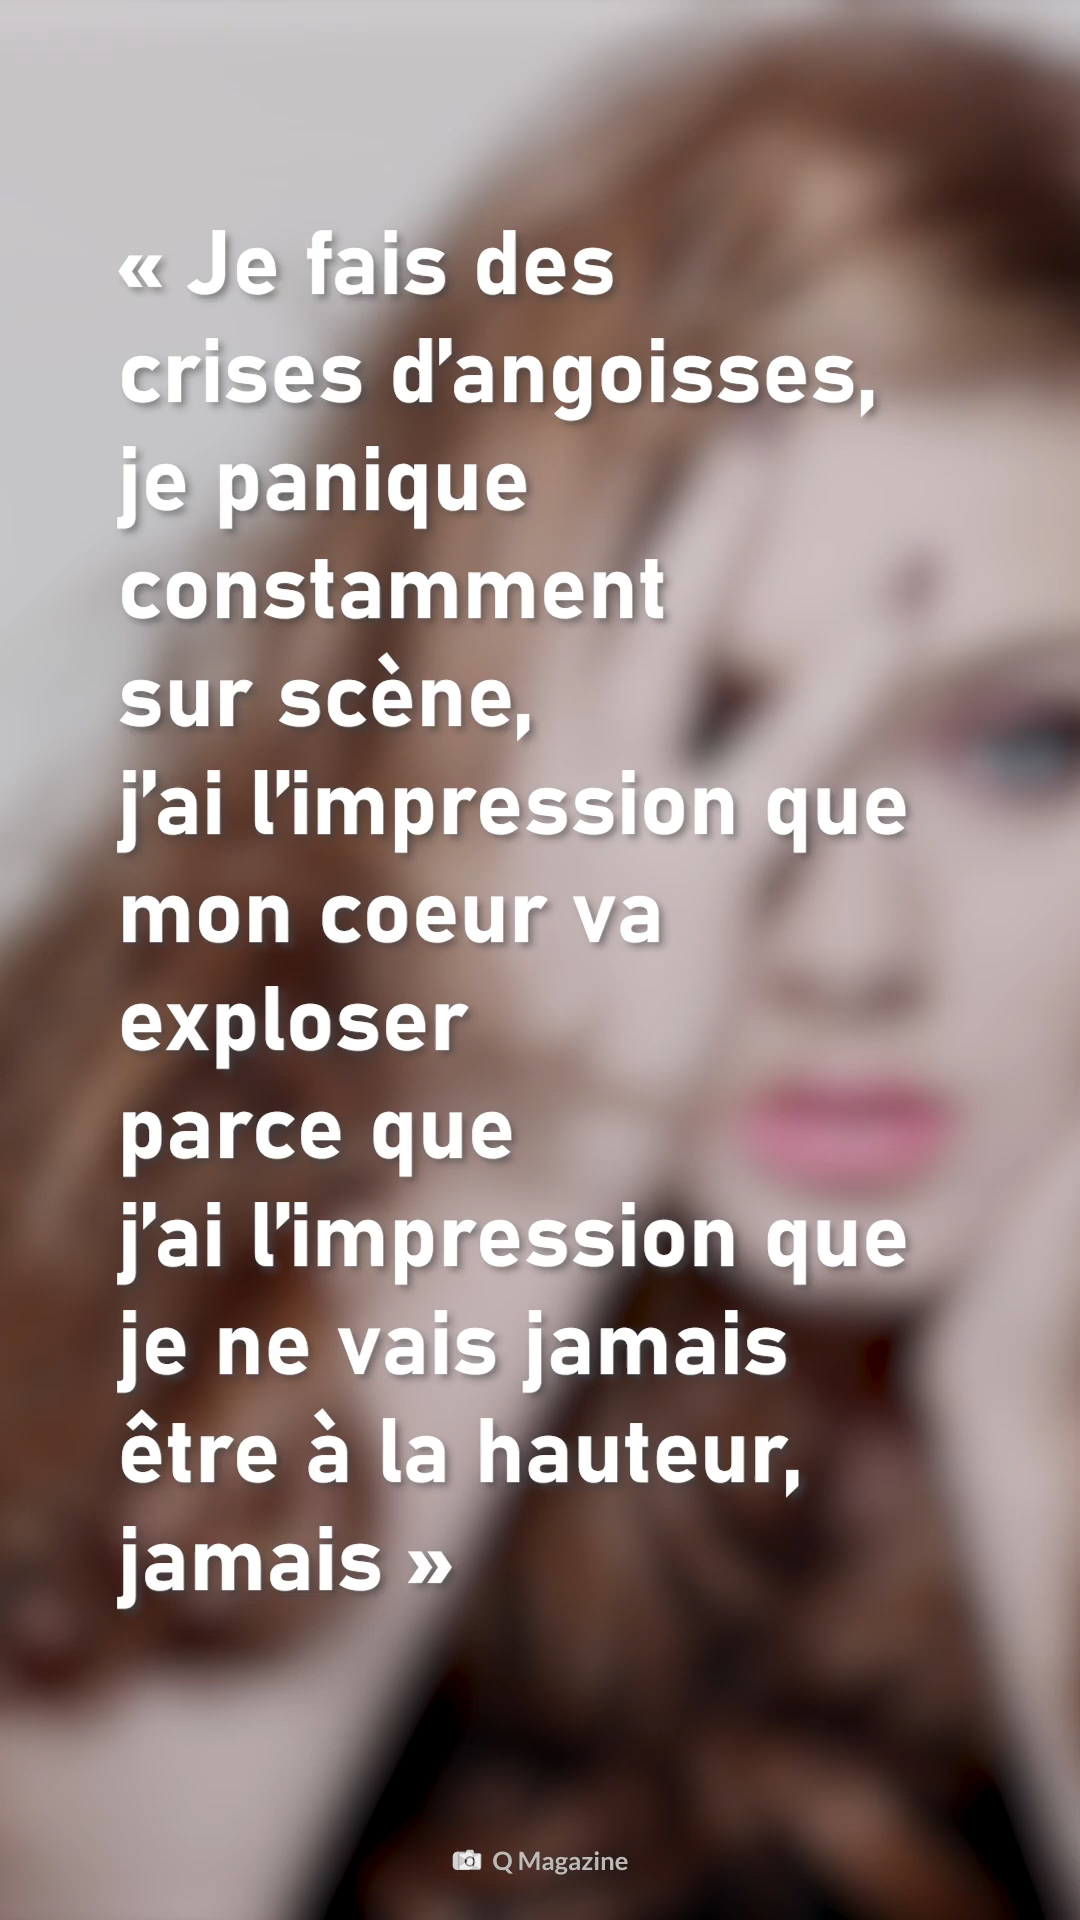 « Je fais des
crises d’angoisses,
je panique
constamment
sur scène,
j’ai l’impression que
mon coeur va
exploser
parce que
j’ai l’impression que
je ne vais jamais
être à la hauteur,
jamais »
Q Magazine